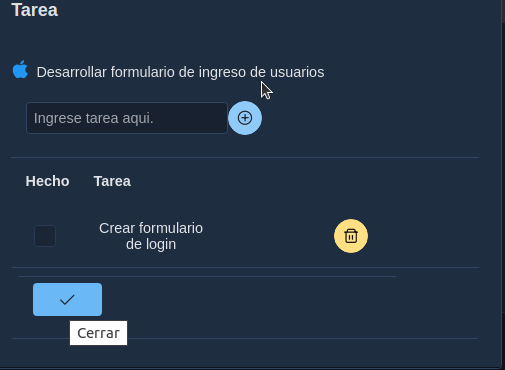 Tarea
Desarrollar formulario de ingreso de usuarios
Ingrese tarea aqui.
Hecho Tarea
Crear formulario
de login
Cerrar